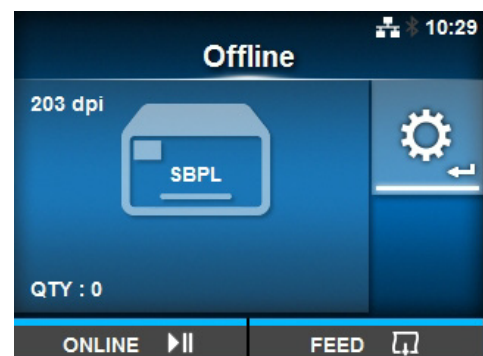 10:29
Offline
203 dpi
SBPL
QTY : 0
ONLINE
FEED